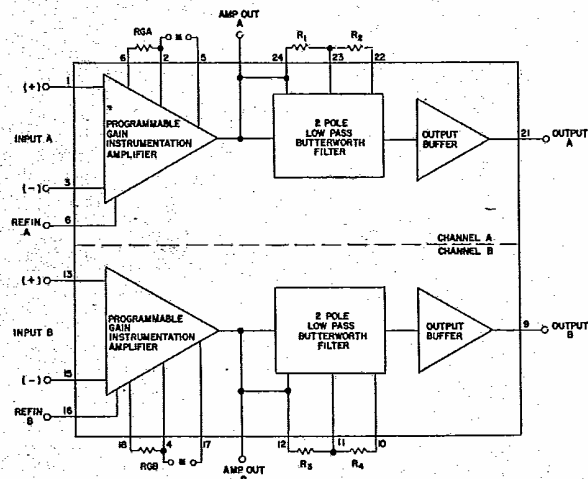 AMP OUT
A
RGA
R1
R2
6
2
5
24
23
22
(+)
1
PROGRAMMABLE
GAIN
INSTRUMENTATION
AMPLIFIER
INPUT A
2 POLE
LOW PASS
BUTTERWORTH
FILTER
OUTPUT
BUFFER
21
OUTPUT
A
(-)
3
REFIN
A
6
CHANNEL A
CHANNEL B
(+)
13
PROGRAMMABLE
GAIN
INSTRUMENTATION
AMPLIFIER
INPUT B
2 POLE
LOW PASS
BUTTERWORTH
FILTER
OUTPUT
BUFFER
9
OUTPUT
B
(-)
15
REFIN
B
16
18
4
17
12
11
10
RGB
R3
R4
AMP OUT